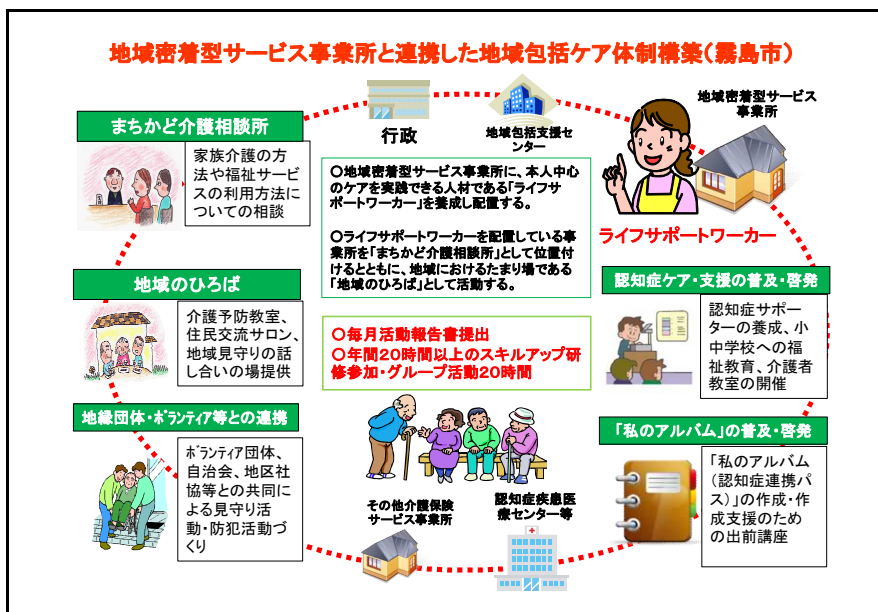 地域密着型サービス事業所と連携した地域包括ケア体制構築(霧島市)
行政
地域包括支援セ
ンター
地域密着型サービス
事業所
まちかど介護相談所
家族介護の方
法や福祉サービ
スの利用方法に
ついての相談
○地域密着型サービス事業所に、本人中心
のケアを実践できる人材である「ライフサ
ポートワーカー」を養成し配置する。
○ライフサポートワーカーを配置している事
業所を「まちかど介護相談所」として位置付
けるとともに、地域におけるたまり場である
「地域のひろば」として活動する。
ライフサポートワーカー
地域のひろば
介護予防教室、
住民交流サロン、
地域見守りの話
し合いの場提供
○毎月活動報告書提出
○年間20時間以上のスキルアップ研
修参加・グループ活動20時間
認知症ケア・支援の普及・啓発
認知症サポー
ターの養成、小
中学校への福
祉教育、介護者
教室の開催
地縁団体・ボランティア等との連携
ボランティア団体、
自治会、地区社
協等との共同に
よる見守り活
動・防犯活動づ
くり
その他介護保険
サービス事業所
認知症疾患医
療センター等
「私のアルバム」の普及・啓発
「私のアルバム
(認知症連携パ
ス)」の作成・作
成支援のため
の出前講座